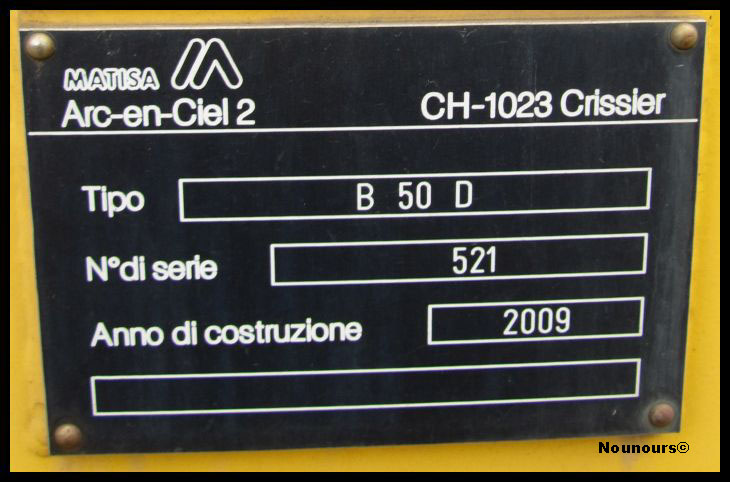 MATISA
Arc-en-Ciel 2 CH-1023 Crissier
Tipo B 50 D
N° di serie 521
Anno di costruzione 2009
Nounours©